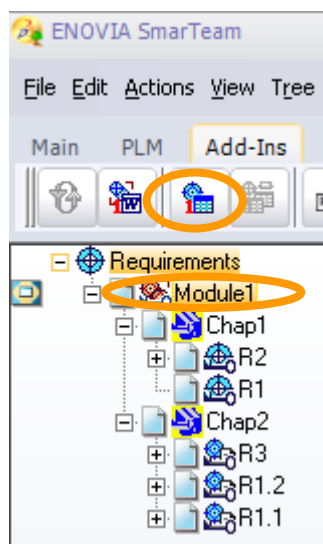 ENOVIA SmarTeam
File Edit Actions View Tree
Main PLM Add-Ins
Requirements
Module1
Chap1
R2
R1
Chap2
R3
R1.2
R1.1